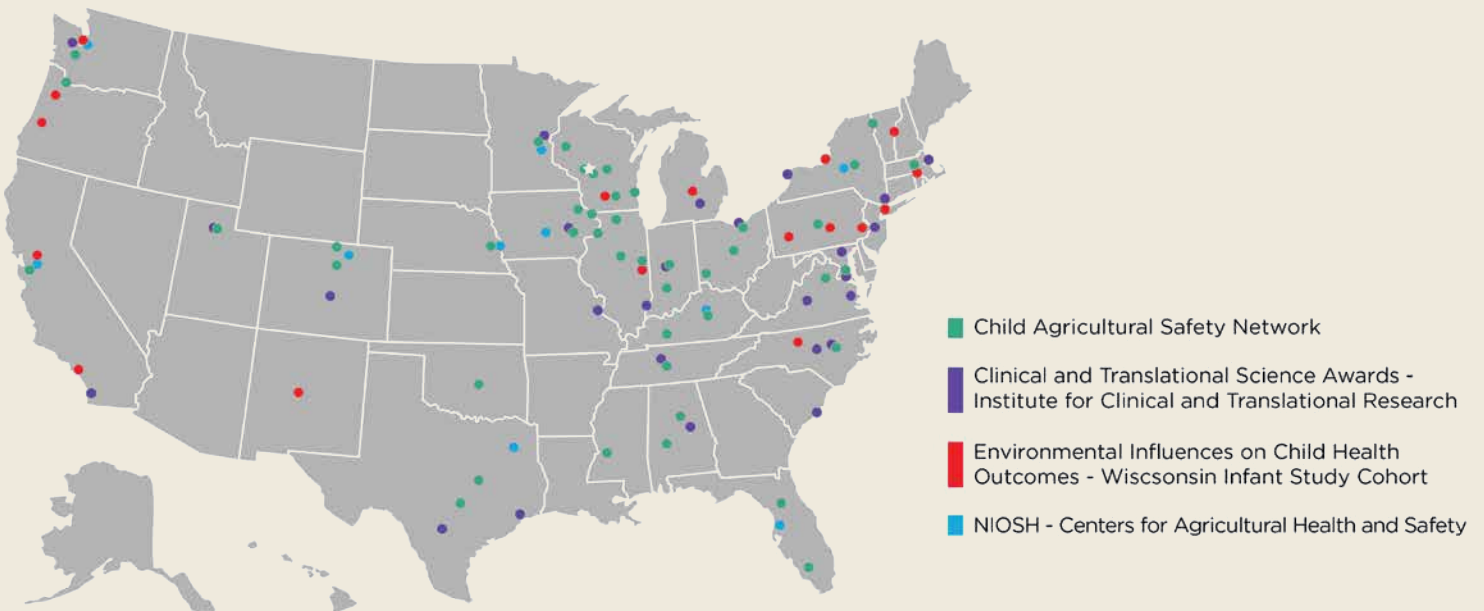 Child Agricultural Safety Network
Clinical and Translational Science Awards -
Institute for Clinical and Translational Research
Environmental Influences on Child Health
Outcomes - Wiscsonsin Infant Study Cohort
NIOSH - Centers for Agricultural Health and Safety